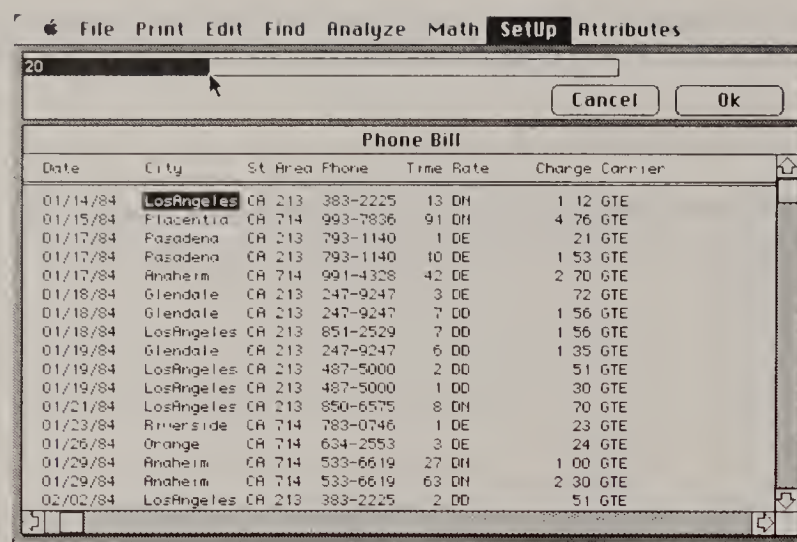 File Print Edit Find Analyze Math SetUp Attributes
20
Cancel Ok
Phone Bill
Date City St Area Phone Time Rate Charge Carrier
01/14/84 LosAngeles CA 213 383-2225 13 DN 1 12 GTE
01/15/84 Placentia CA 714 993-7836 91 DN 4 76 GTE
01/17/84 Pasadena CA 213 793-1140 1 DE 21 GTE
01/17/84 Pasadena CA 213 793-1140 10 DE 1 53 GTE
01/17/84 Anaheim CA 714 991-4328 42 DE 2 70 GTE
01/18/84 Glendale CA 213 247-9247 3 DE 72 GTE
01/18/84 Glendale CA 213 247-9247 7 DD 1 56 GTE
01/18/84 LosAngeles CA 213 851-2529 7 DD 1 56 GTE
01/19/84 Glendale CA 213 247-9247 6 DD 1 35 GTE
01/19/84 LosAngeles CA 213 487-5000 2 DD 51 GTE
01/19/84 LosAngeles CA 213 487-5000 1 DD 30 GTE
01/21/84 LosAngeles CA 213 850-6575 8 DN 70 GTE
01/23/84 Riverside CA 714 783-0746 1 DE 23 GTE
01/26/84 Orange CA 714 634-2553 3 DE 24 GTE
01/29/84 Anaheim CA 714 533-6619 27 DN 1 00 GTE
01/29/84 Anaheim CA 714 533-6619 63 DN 2 30 GTE
02/02/84 LosAngeles CA 213 383-2225 2 DD 51 GTE